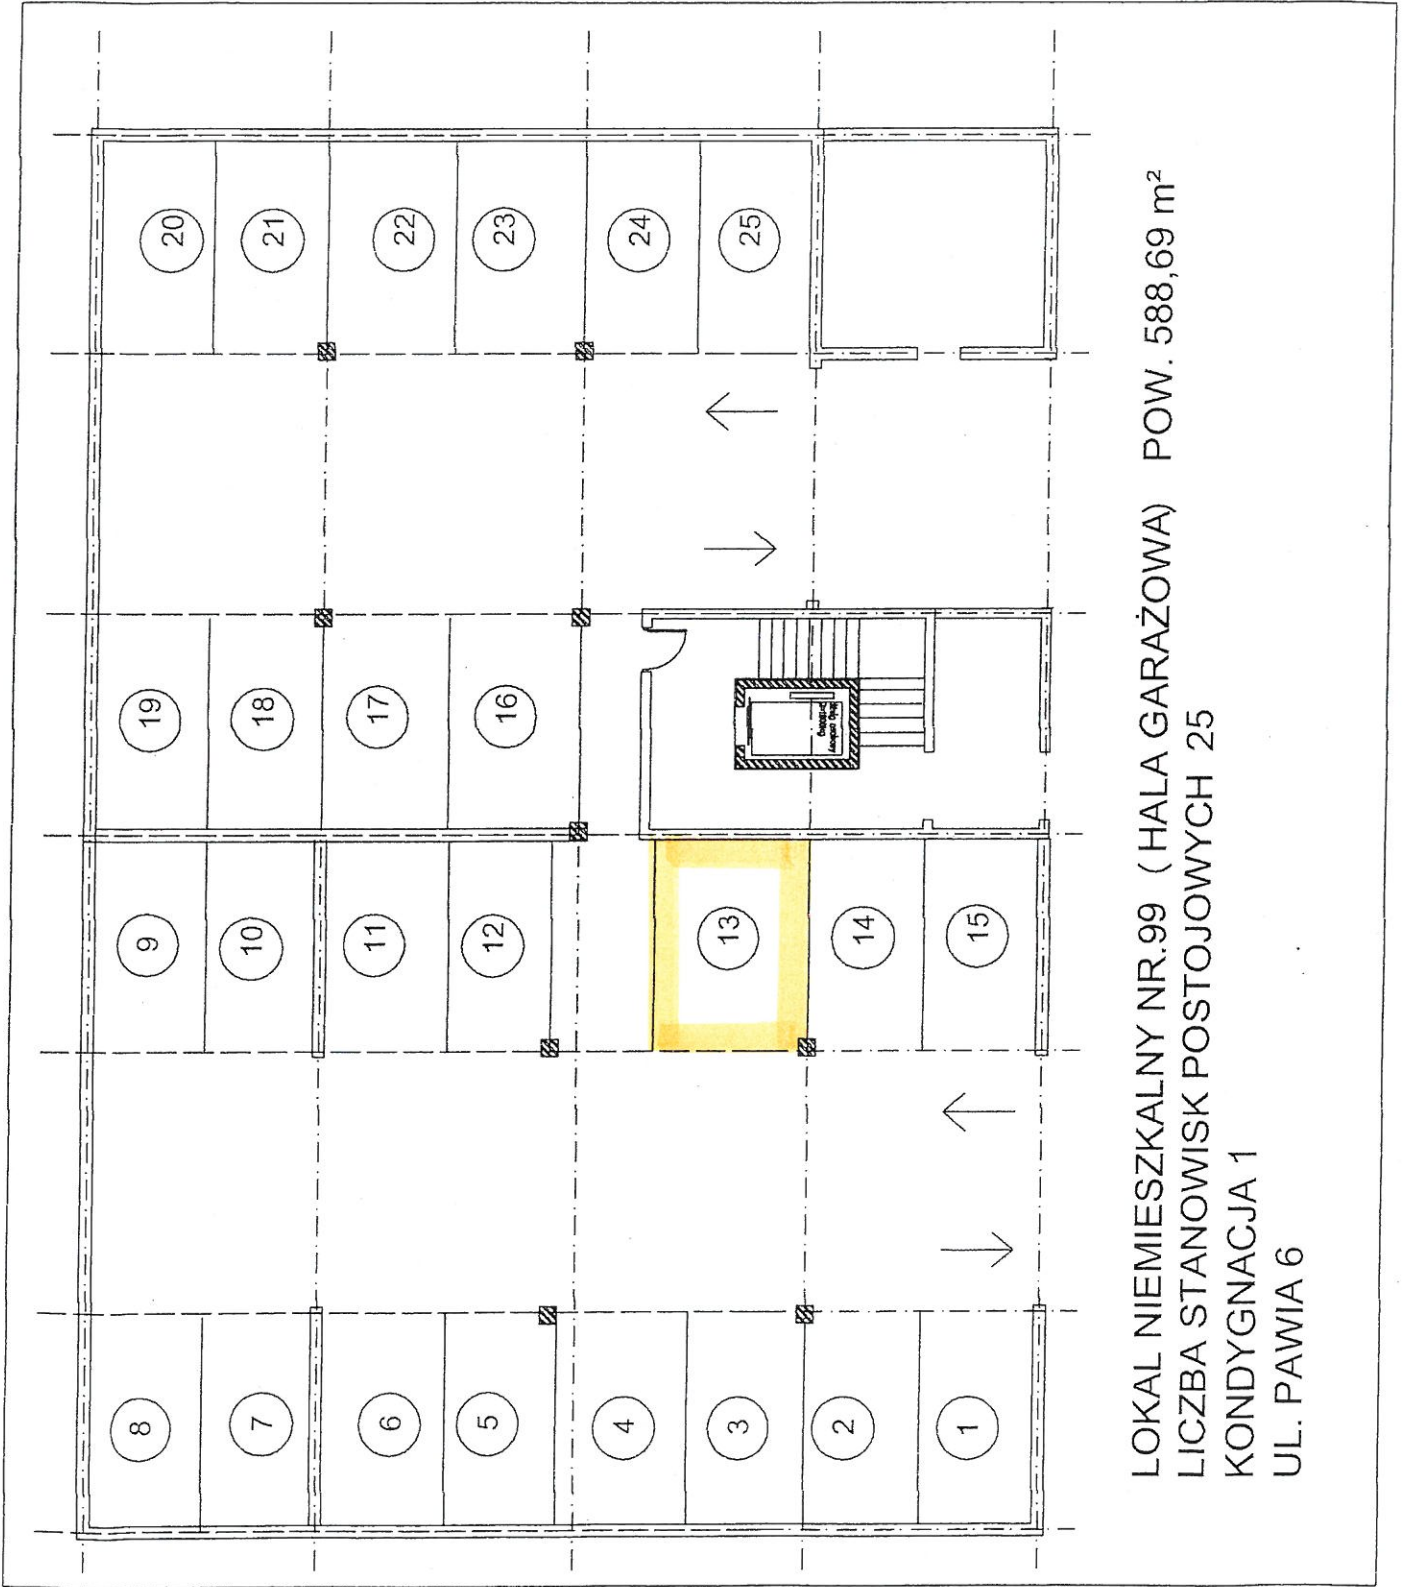 8 9 19 20
7 10 18 21
6 11 17 22
5 12 16 23
4 24
3 13 25
2 14
1 15
LOKAL NIEMIESZKALNY NR.99 ( HALA GARAŻOWA) POW. 588,69 m²
LICZBA STANOWISK POSTOJOWYCH 25
KONDYGNACJA 1
UL. PAWIA 6